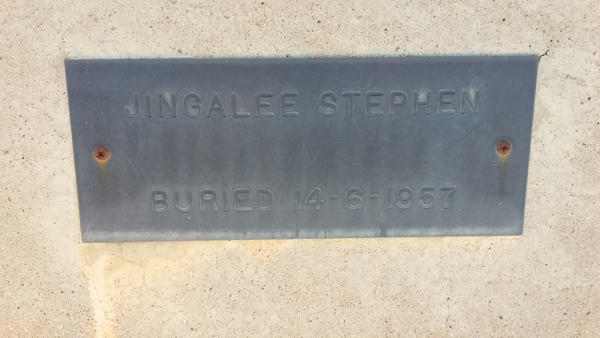 JINGALEE STEPHEN
BURIED 14-6-1957